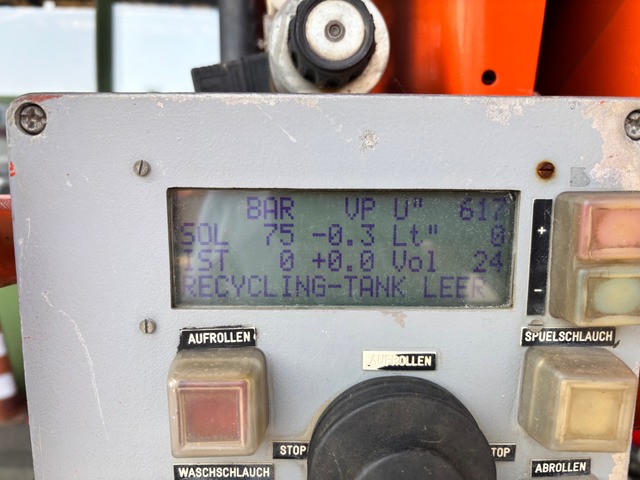 BAR VP U" 617
SOL 75 -0.3 Lt" 0
IST 0 +0.0 Vol 24
RECYCLING-TANK LEER
+
-
AUFROLLEN
AUFROLLEN
SPUELSCHLAUCH
STOP
TOP
WASCHSCHLAUCH
ABROLLEN